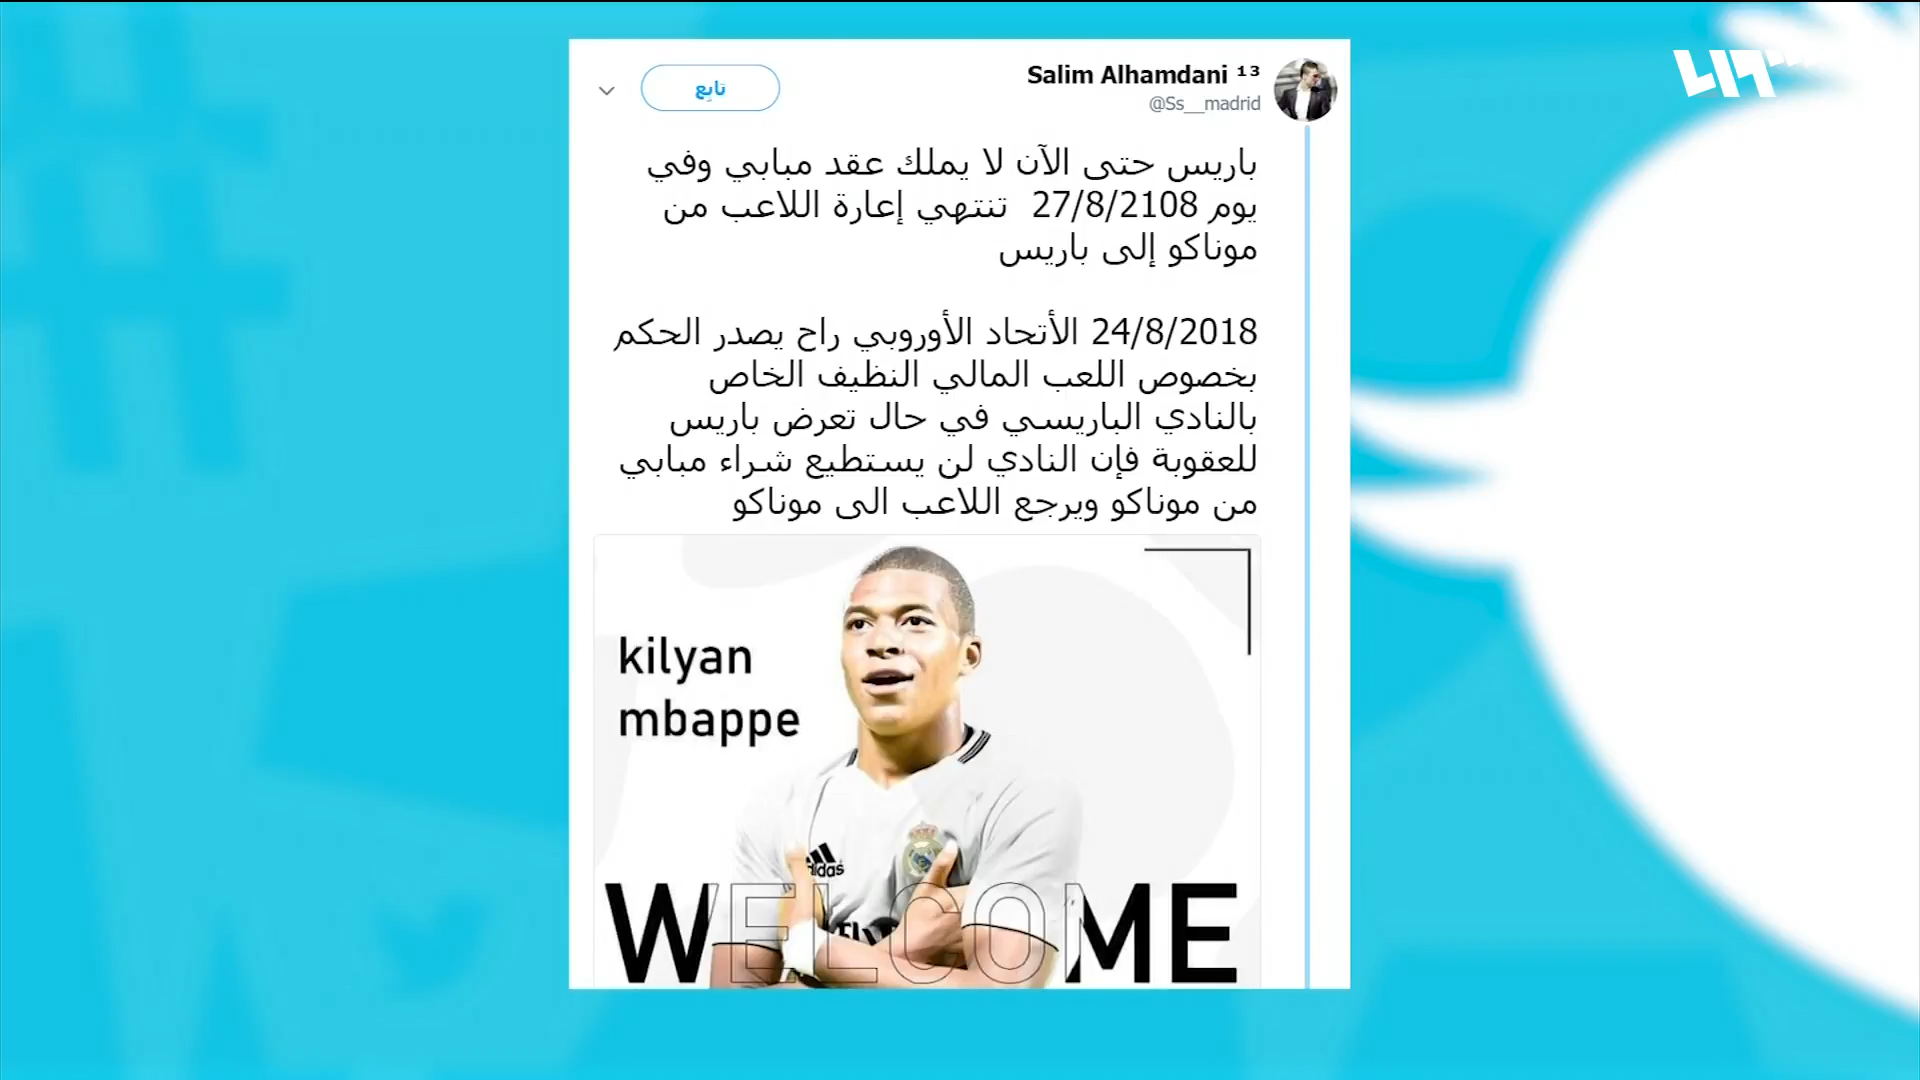 Salim Alhamdani ¹³
@Ss__madrid
تابِع
باريس حتى الآن لا يملك عقد مبابي وفي
يوم 27/8/2108 تنتهي إعارة اللاعب من
موناكو إلى باريس
24/8/2018 الأتحاد الأوروبي راح يصدر الحكم
بخصوص اللعب المالي النظيف الخاص
بالنادي الباريسي في حال تعرض باريس
للعقوبة فإن النادي لن يستطيع شراء مبابي
من موناكو ويرجع اللاعب الى موناكو
kilyan
mbappe
adidas
WELCOME